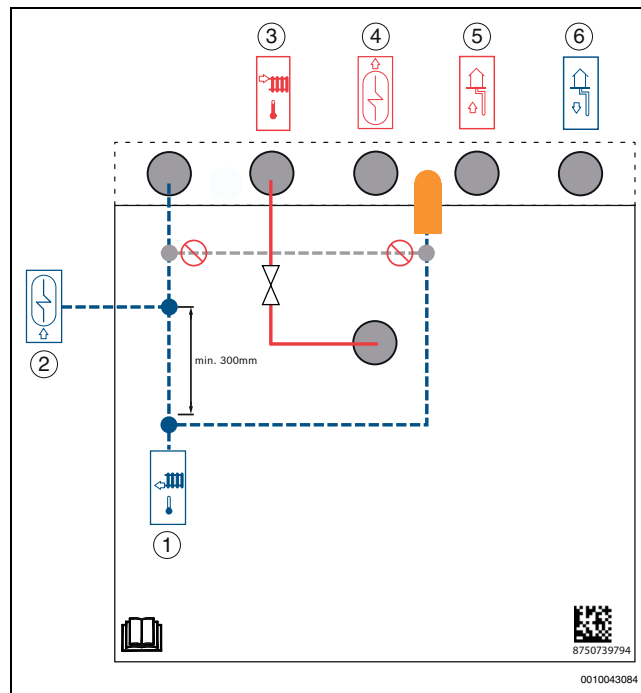 ③ ④ ⑤ ⑥
②
min. 300mm
①
8750739794
0010043084